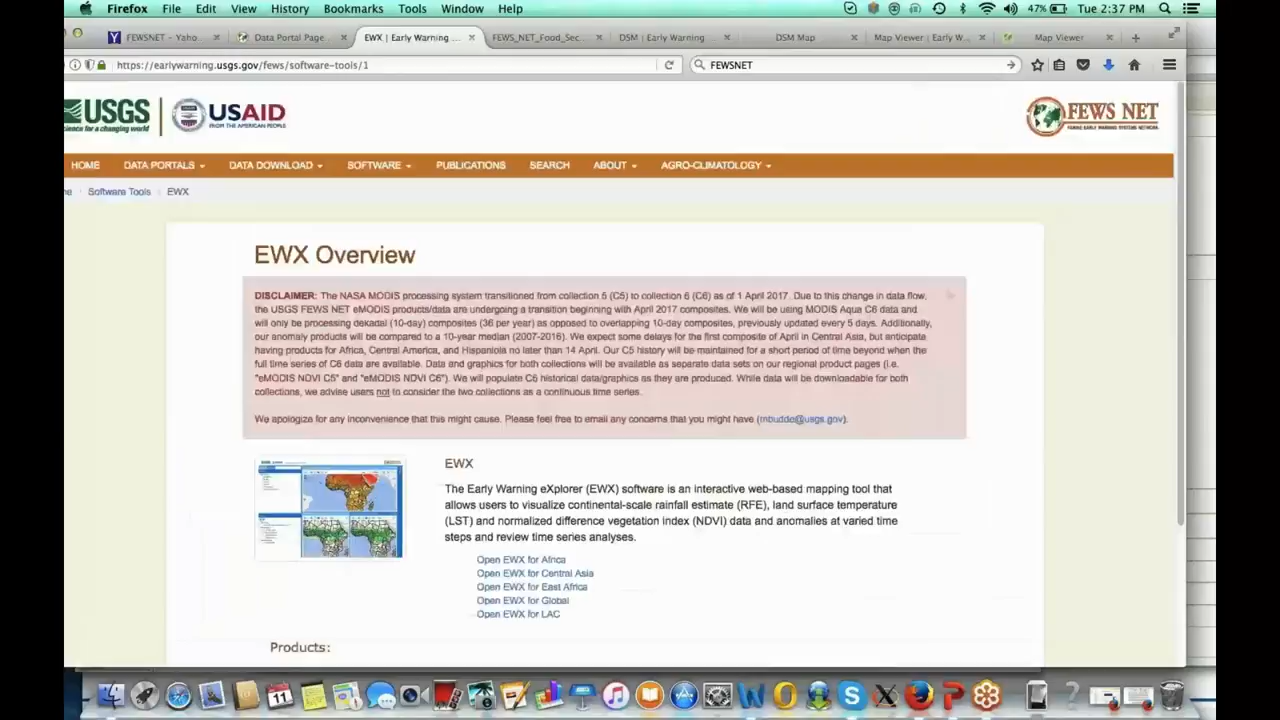 Firefox File Edit View History Bookmarks Tools Window Help 47% Tue 2:37 PM
FEWSNET - Yaho... Data Portal Page... EWX | Early Warning ... FEWS_NET_Food_Sec... DSM | Early Warning ... DSM Map Map Viewer | Early W... Map Viewer
https://earlywarning.usgs.gov/fews/software-tools/1 FEWSNET
USGS USAID FEWS NET
science for a changing world FROM THE AMERICAN PEOPLE FAMINE EARLY WARNING SYSTEMS NETWORK
HOME DATA PORTALS DATA DOWNLOAD SOFTWARE PUBLICATIONS SEARCH ABOUT AGRO-CLIMATOLOGY
me Software Tools EWX
EWX Overview
DISCLAIMER: The NASA MODIS processing system transitioned from collection 5 (C5) to collection 6 (C6) as of 1 April 2017. Due to this change in data flow,
the USGS FEWS NET eMODIS products/data are undergoing a transition beginning with April 2017 composites. We will be using MODIS Aqua C6 data and
will only be processing dekadal (10-day) composites (36 per year) as opposed to overlapping 10-day composites, previously updated every 5 days. Additionally,
our anomaly products will be compared to a 10-year median (2007-2016). We expect some delays for the first composite of April in Central Asia, but anticipate
having products for Africa, Central America, and Hispaniola no later than 14 April. Our C5 history will be maintained for a short period of time beyond when the
full time series of C6 data are available. Data and graphics for both collections will be available as separate data sets on our regional product pages (i.e.
"eMODIS NDVI C5" and "eMODIS NDVI C6"). We will populate C6 historical data/graphics as they are produced. While data will be downloadable for both
collections, we advise users not to consider the two collections as a continuous time series.
We apologize for any inconvenience that this might cause. Please feel free to email any concerns that you might have (mbudde@usgs.gov).
EWX
The Early Warning eXplorer (EWX) software is an interactive web-based mapping tool that
allows users to visualize continental-scale rainfall estimate (RFE), land surface temperature
(LST) and normalized difference vegetation index (NDVI) data and anomalies at varied time
steps and review time series analyses.
Open EWX for Africa
Open EWX for Central Asia
Open EWX for East Africa
Open EWX for Global
Open EWX for LAC
Products: